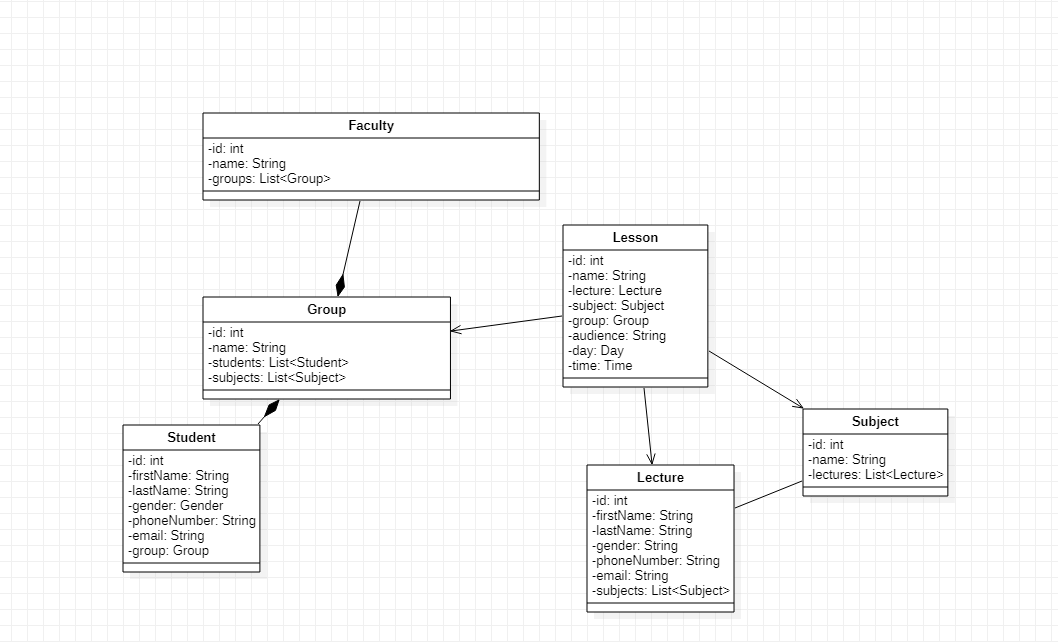 Faculty
-id: int
-name: String
-groups: List<Group>
Lesson
-id: int
-name: String
-lecture: Lecture
-subject: Subject
-group: Group
-audience: String
-day: Day
-time: Time
Group
-id: int
-name: String
-students: List<Student>
-subjects: List<Subject>
Student
-id: int
-firstName: String
-lastName: String
-gender: Gender
-phoneNumber: String
-email: String
-group: Group
Subject
-id: int
-name: String
-lectures: List<Lecture>
Lecture
-id: int
-firstName: String
-lastName: String
-gender: String
-phoneNumber: String
-email: String
-subjects: List<Subject>